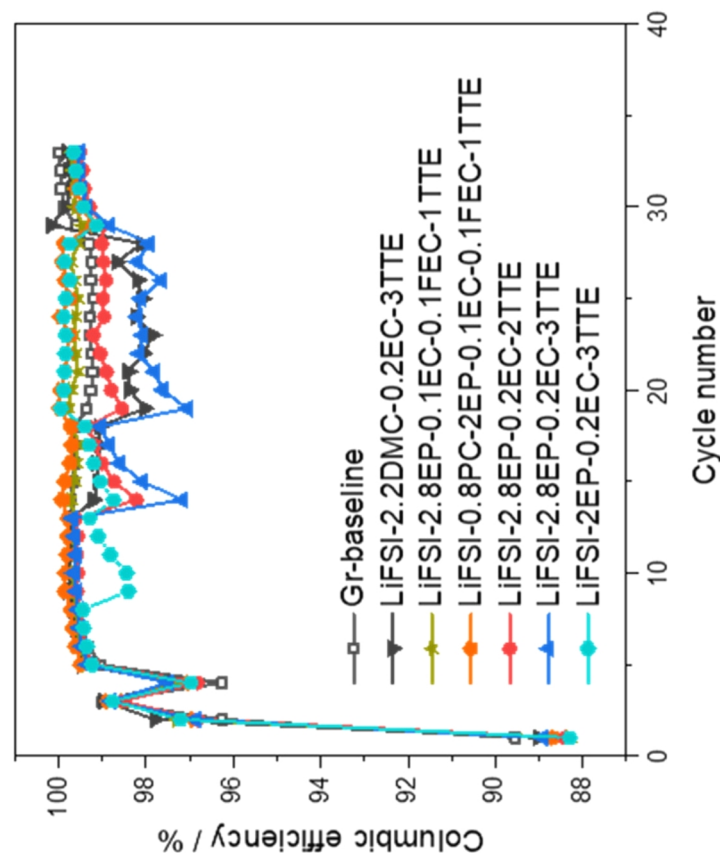 Columbic efficiency / %
100
98
96
94
92
90
88
0
10
20
30
40
Cycle number
Gr-baseline
LiFSI-2.2DMC-0.2EC-3TTE
LiFSI-2.8EP-0.1EC-0.1FEC-1TTE
LiFSI-0.8PC-2EP-0.1EC-0.1FEC-1TTE
LiFSI-2.8EP-0.2EC-2TTE
LiFSI-2.8EP-0.2EC-3TTE
LiFSI-2EP-0.2EC-3TTE